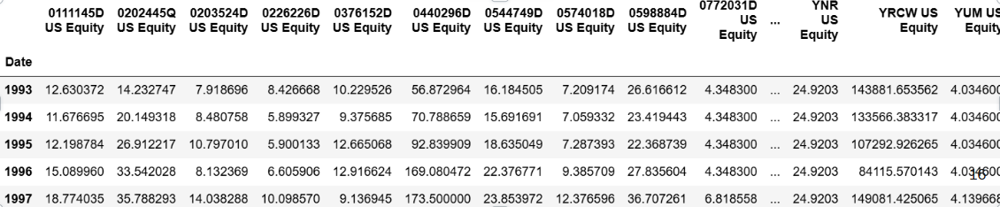 0111145D US Equity 0202445Q US Equity 0203524D US Equity 0226226D US Equity 0376152D US Equity 0440296D US Equity 0544749D US Equity 0574018D US Equity 0598884D US Equity 0772031D US Equity ... YNR US Equity YRCW US Equity YUM US Equity
Date
1993 12.630372 14.232747 7.918696 8.426668 10.229526 56.872964 16.184505 7.209174 26.616612 4.348300 ... 24.9203 143881.653562 4.034600
1994 11.676695 20.149318 8.480758 5.899327 9.375685 70.788659 15.691691 7.059332 23.419443 4.348300 ... 24.9203 133566.383317 4.034600
1995 12.198784 26.912217 10.797010 5.900133 12.665068 92.839909 18.635049 7.287393 22.368739 4.348300 ... 24.9203 107292.926265 4.034600
1996 15.089960 33.542028 8.132369 6.605906 12.916624 169.080472 22.376771 9.385709 27.835604 4.348300 ... 24.9203 84115.570143 4.034600
16
1997 18.774035 35.788293 14.038288 10.098570 9.136945 173.500000 23.853972 12.376596 36.707261 6.818558 ... 24.9203 149081.425065 4.139668